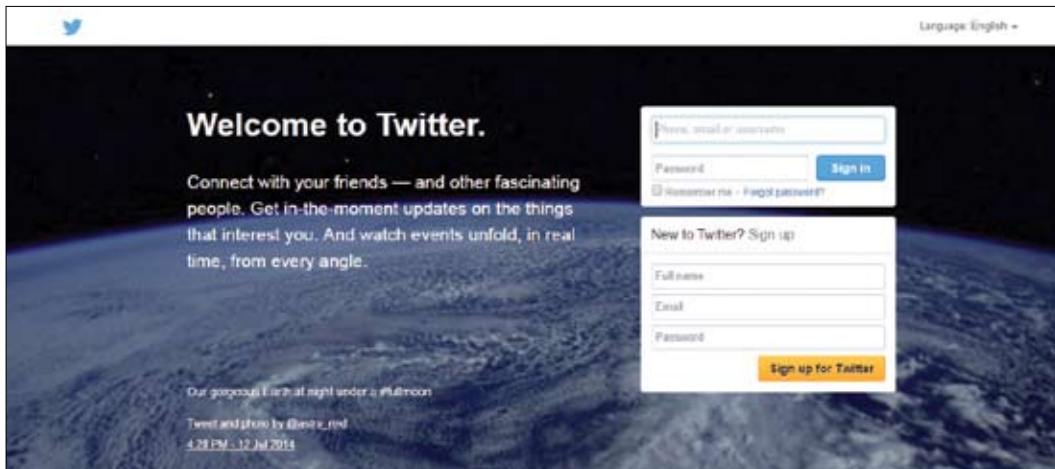 Language: English
Welcome to Twitter.
Connect with your friends — and other fascinating
people. Get in-the-moment updates on the things
that interest you. And watch events unfold, in real
time, from every angle.
Our gorgeous Earth at night under a #fullmoon
Tweet and photo by
4:28 PM - 12 Jul 2014
Phone, email or username
Password
Sign in
Remember me · Forgot password?
New to Twitter? Sign up
Full name
Email
Password
Sign up for Twitter